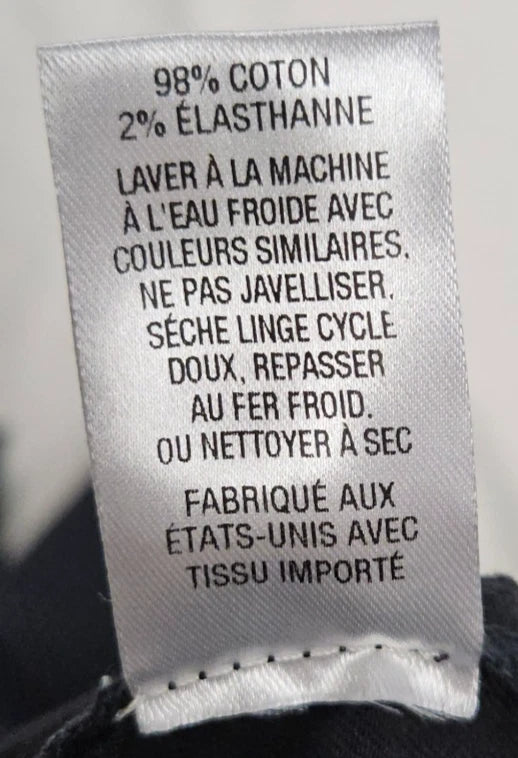 98% COTON
2% ÉLASTHANNE
LAVER À LA MACHINE
À L'EAU FROIDE AVEC
COULEURS SIMILAIRES.
NE PAS JAVELLISER.
SÉCHE LINGE CYCLE
DOUX, REPASSER
AU FER FROID.
OU NETTOYER À SEC
FABRIQUÉ AUX
ÉTATS-UNIS AVEC
TISSU IMPORTÉ